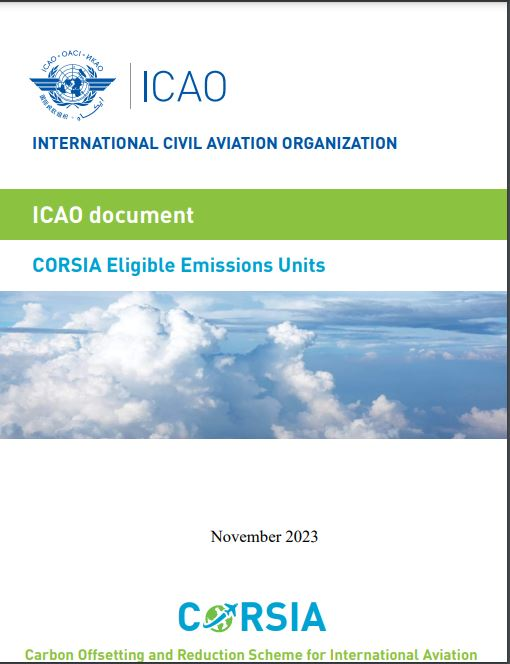 ICAO · OACI · ИКАО
ICAO
INTERNATIONAL CIVIL AVIATION ORGANIZATION
ICAO document
CORSIA Eligible Emissions Units
November 2023
CORSIA
Carbon Offsetting and Reduction Scheme for International Aviation